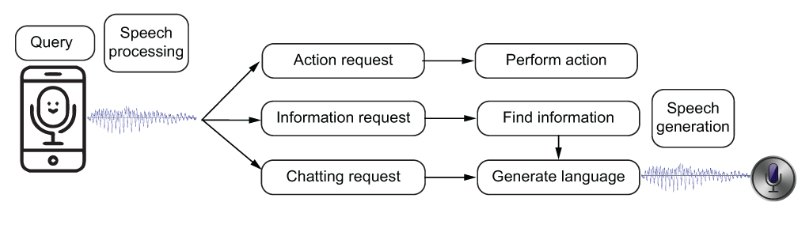 Query
Speech
processing
Action request
Perform action
Information request
Find information
Speech
generation
Chatting request
Generate language